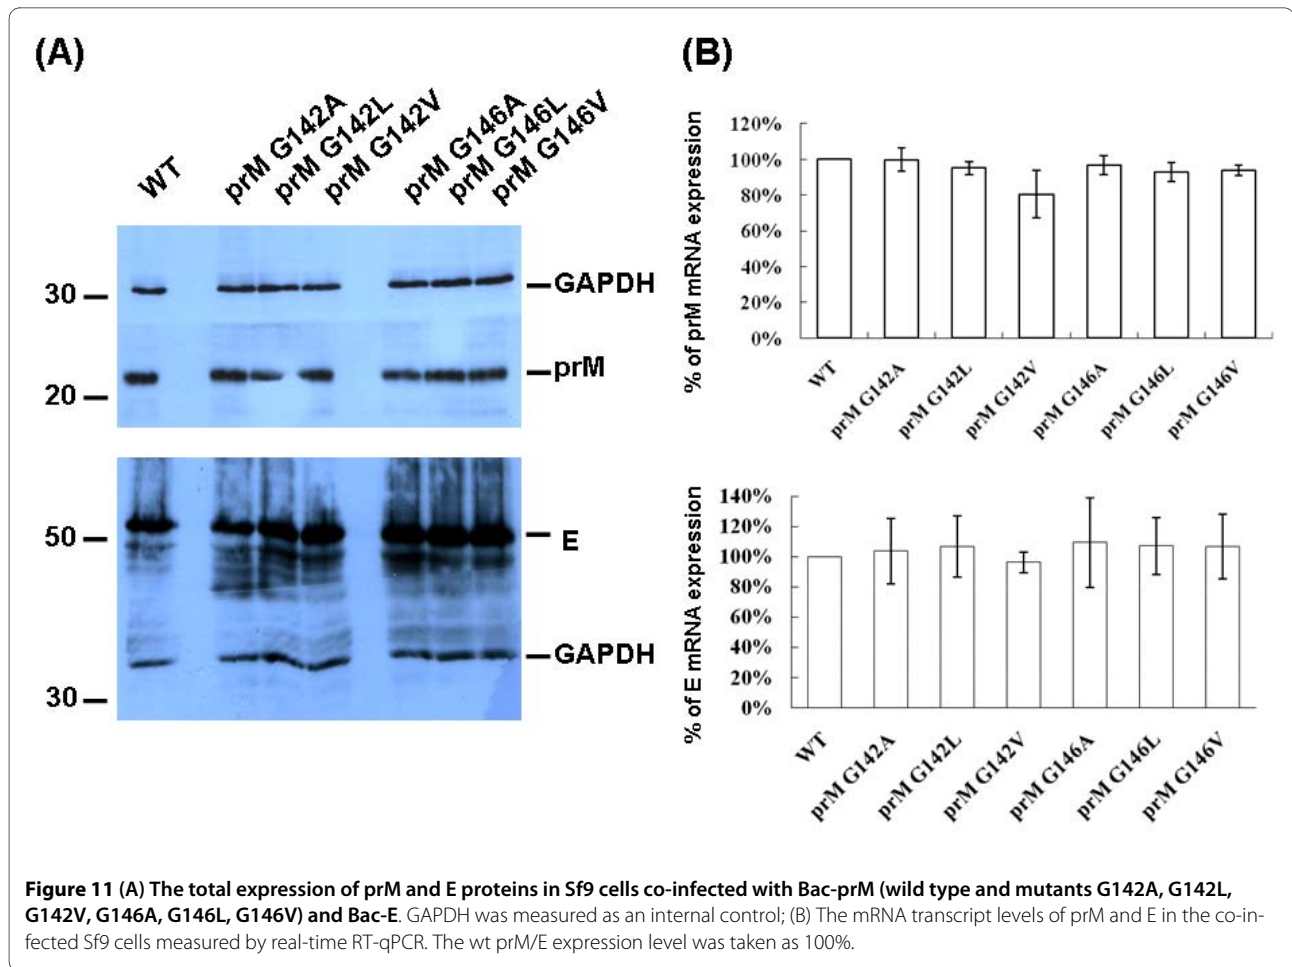 (A)
WT
prM G142A
prM G142L
prM G142V
prM G146A
prM G146L
prM G146V
30
GAPDH
20
prM
50
E
GAPDH
30
(B)
% of prM mRNA expression
120%
100%
80%
60%
40%
20%
0%
WT
prM G142A
prM G142L
prM G142V
prM G146A
prM G146L
prM G146V
% of E mRNA expression
140%
120%
100%
80%
60%
40%
20%
0%
WT
prM G142A
prM G142L
prM G142V
prM G146A
prM G146L
prM G146V
Figure 11 (A) The total expression of prM and E proteins in Sf9 cells co-infected with Bac-prM (wild type and mutants G142A, G142L,
G142V, G146A, G146L, G146V) and Bac-E. GAPDH was measured as an internal control; (B) The mRNA transcript levels of prM and E in the co-in-
fected Sf9 cells measured by real-time RT-qPCR. The wt prM/E expression level was taken as 100%.